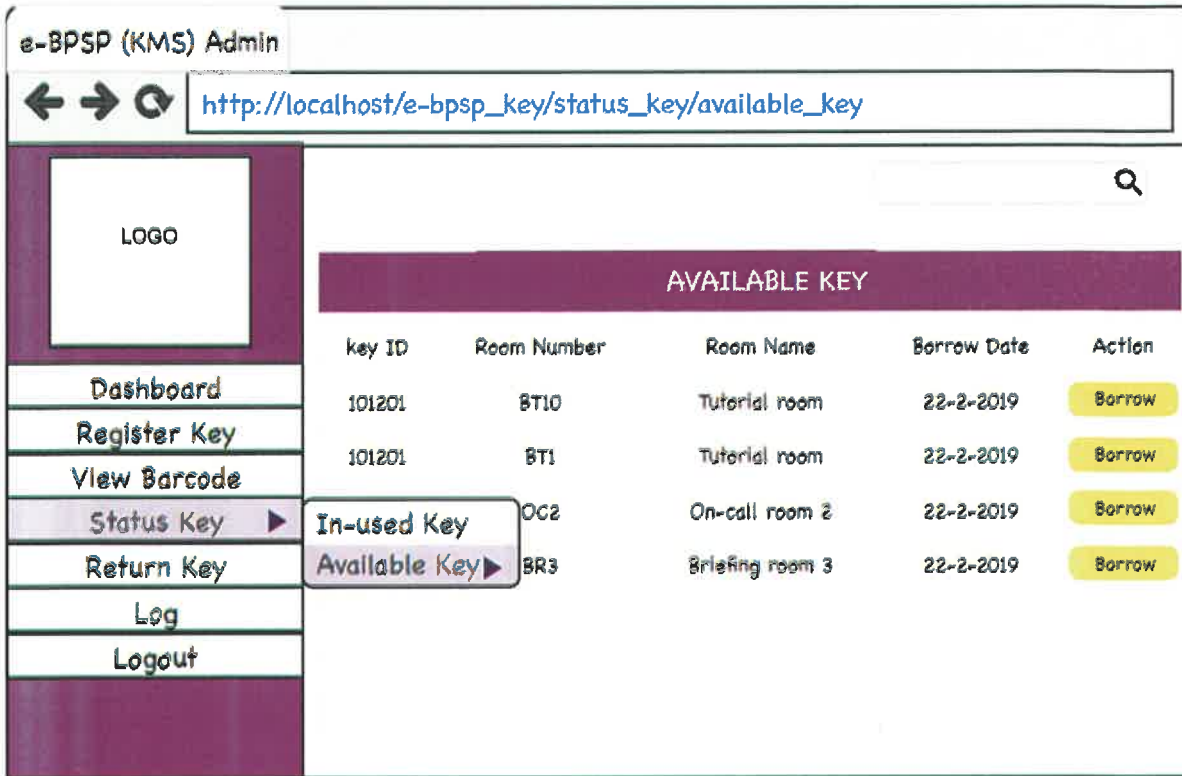 e-BPSP (KMS) Admin
http://localhost/e-bpsp_key/status_key/available_key
LOGO
Dashboard
Register Key
View Barcode
Status Key
Return Key
Log
Logout
In-used Key
Available Key
AVAILABLE KEY
key ID Room Number Room Name Borrow Date Action
101201 BT10 Tutorial room 22-2-2019 Borrow
101201 BT1 Tutorial room 22-2-2019 Borrow
OC2 On-call room 2 22-2-2019 Borrow
BR3 Briefing room 3 22-2-2019 Borrow